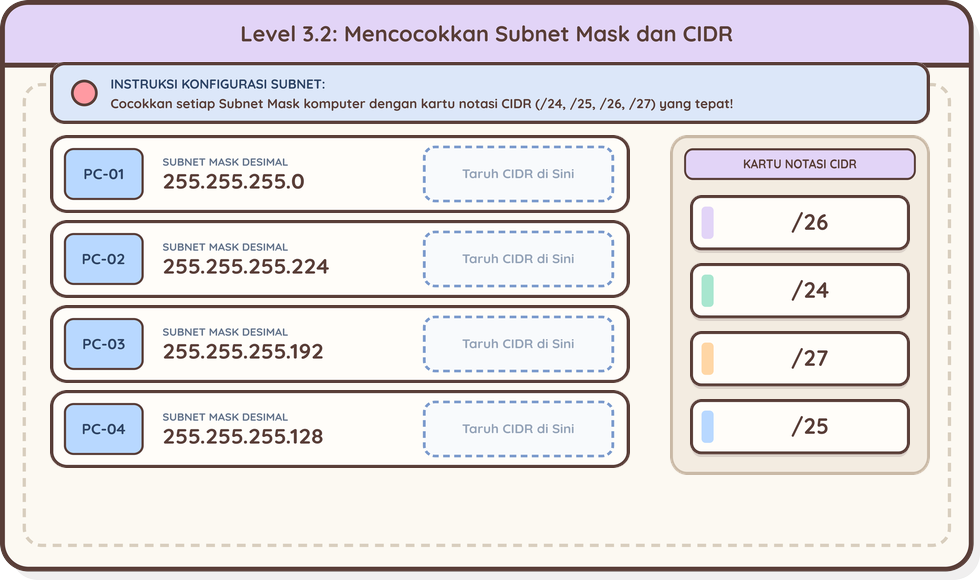 Level 3.2: Mencocokkan Subnet Mask dan CIDR
INSTRUKSI KONFIGURASI SUBNET:
Cocokkan setiap Subnet Mask komputer dengan kartu notasi CIDR (/24, /25, /26, /27) yang tepat!
PC-01
SUBNET MASK DESIMAL
255.255.255.0
Taruh CIDR di Sini
PC-02
SUBNET MASK DESIMAL
255.255.255.224
Taruh CIDR di Sini
PC-03
SUBNET MASK DESIMAL
255.255.255.192
Taruh CIDR di Sini
PC-04
SUBNET MASK DESIMAL
255.255.255.128
Taruh CIDR di Sini
KARTU NOTASI CIDR
/26
/24
/27
/25